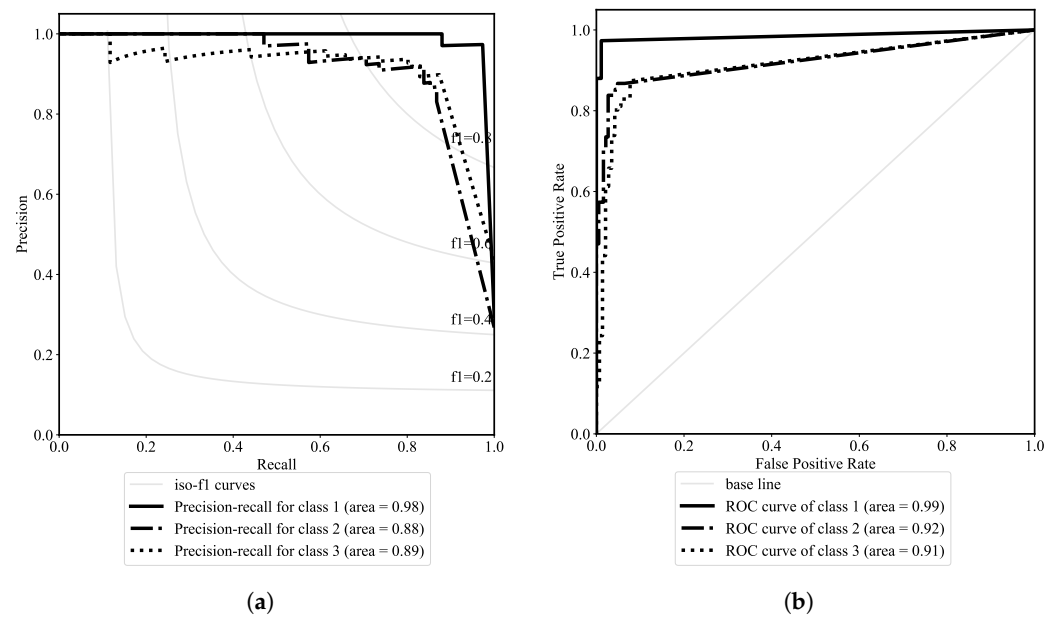 1.0
0.8
0.6
0.4
0.2
0.0
Precision
f1=0.8
f1=0.6
f1=0.4
f1=0.2
0.0 0.2 0.4 0.6 0.8 1.0
Recall
iso-f1 curves
Precision-recall for class 1 (area = 0.98)
Precision-recall for class 2 (area = 0.88)
Precision-recall for class 3 (area = 0.89)
(a)
1.0
0.8
0.6
0.4
0.2
0.0
True Positive Rate
0.0 0.2 0.4 0.6 0.8 1.0
False Positive Rate
base line
ROC curve of class 1 (area = 0.99)
ROC curve of class 2 (area = 0.92)
ROC curve of class 3 (area = 0.91)
(b)